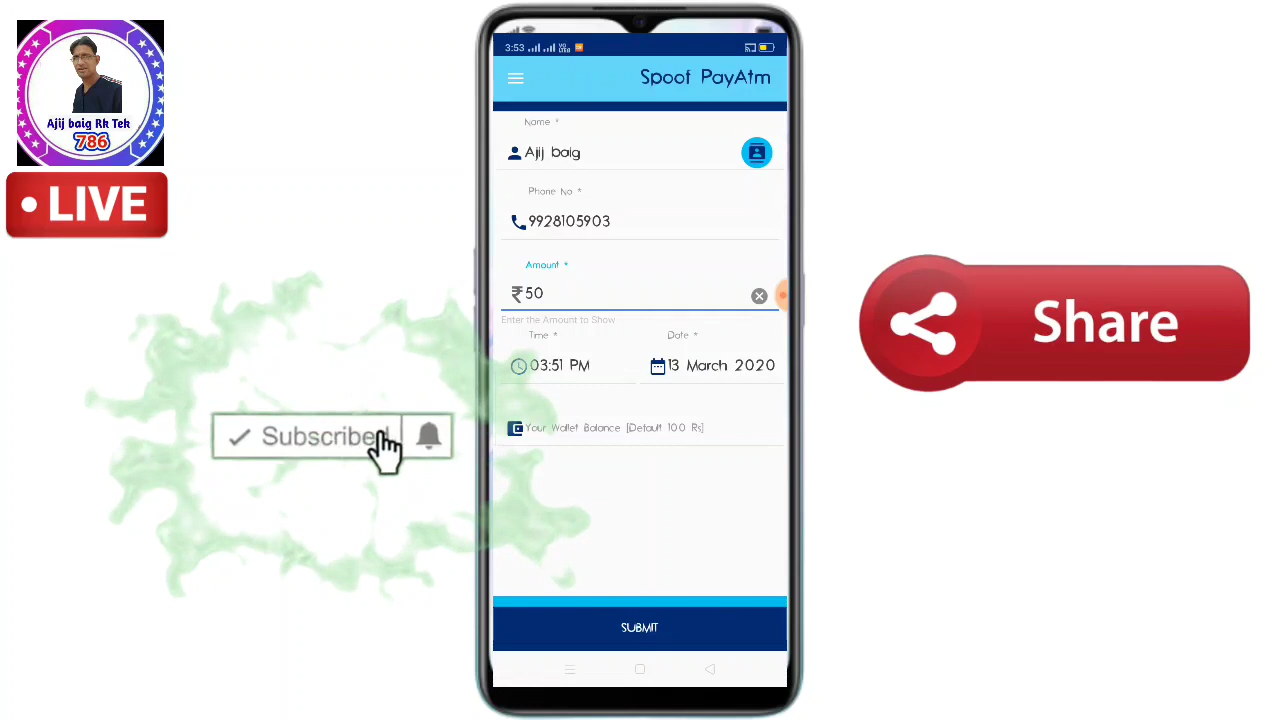 Ajij baig Rk Tek
786
LIVE
3:53
Spoof PayAtm
Name *
Ajij baig
Phone No *
9928105903
Amount *
₹50
Enter the Amount to Show
Time *
Date *
03:51 PM
13 March 2020
Your Wallet Balance [Default 100 Rs]
SUBMIT
Subscribed
Share